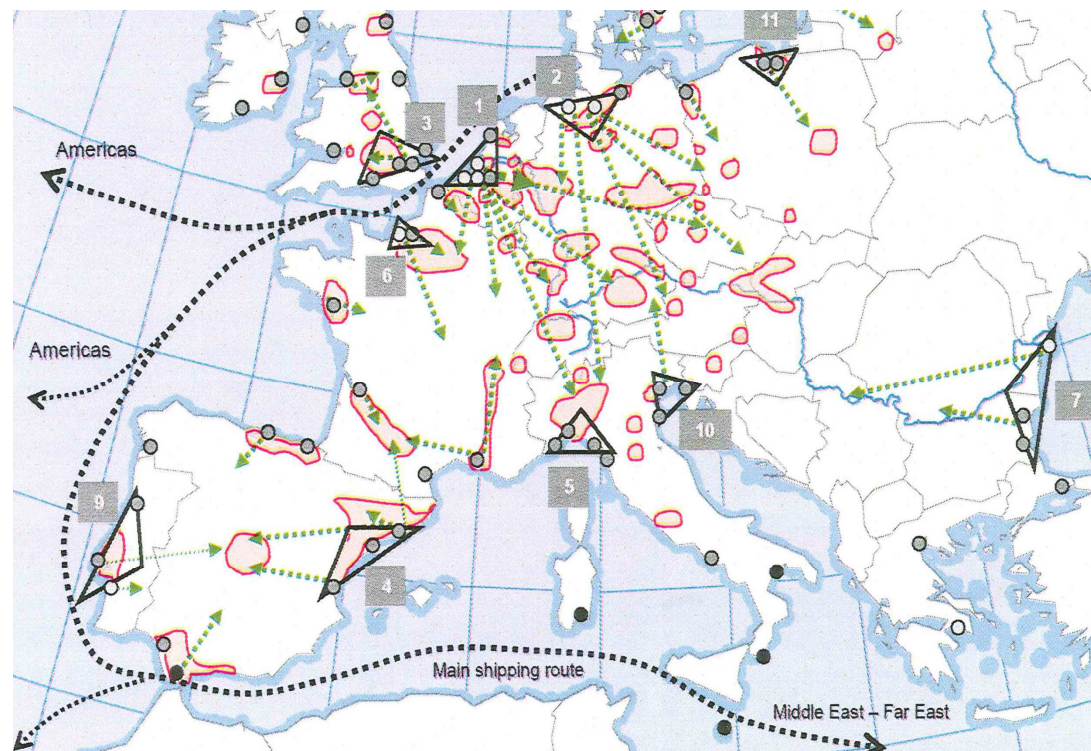 11
2
1
3
Americas
6
Americas
7
10
5
9
4
Main shipping route
Middle East – Far East